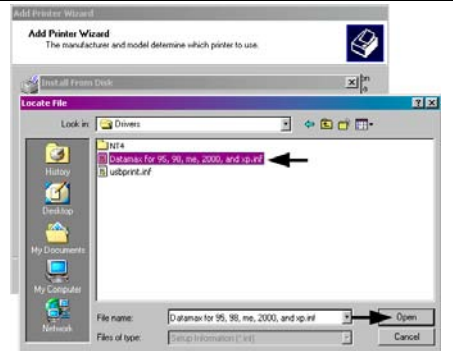 Add Printer Wizard
Add Printer Wizard
The manufacturer and model determine which printer to use.
Install From Disk
Locate File
Look in: Drivers
NT4
Datamax for 95, 98, me, 2000, and xp.inf
usbprint.inf
History
Desktop
My Documents
My Computer
Network
File name: Datamax for 95, 98, me, 2000, and xp.inf Open
Files of type: Setup Information (*.inf) Cancel